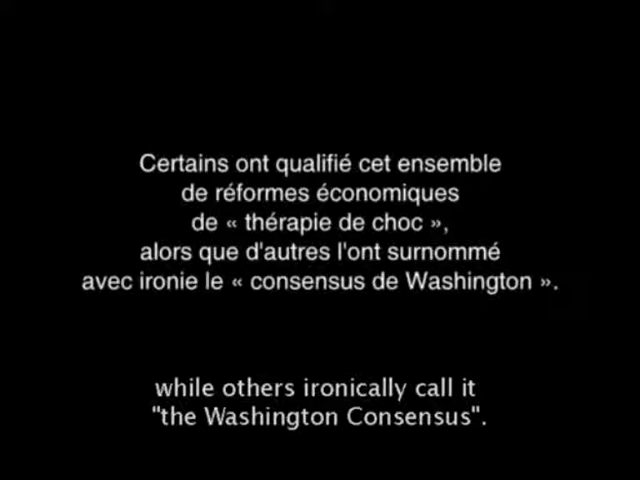 Certains ont qualifié cet ensemble
de réformes économiques
de « thérapie de choc »,
alors que d'autres l'ont surnommé
avec ironie le « consensus de Washington ».
while others ironically call it
"the Washington Consensus".